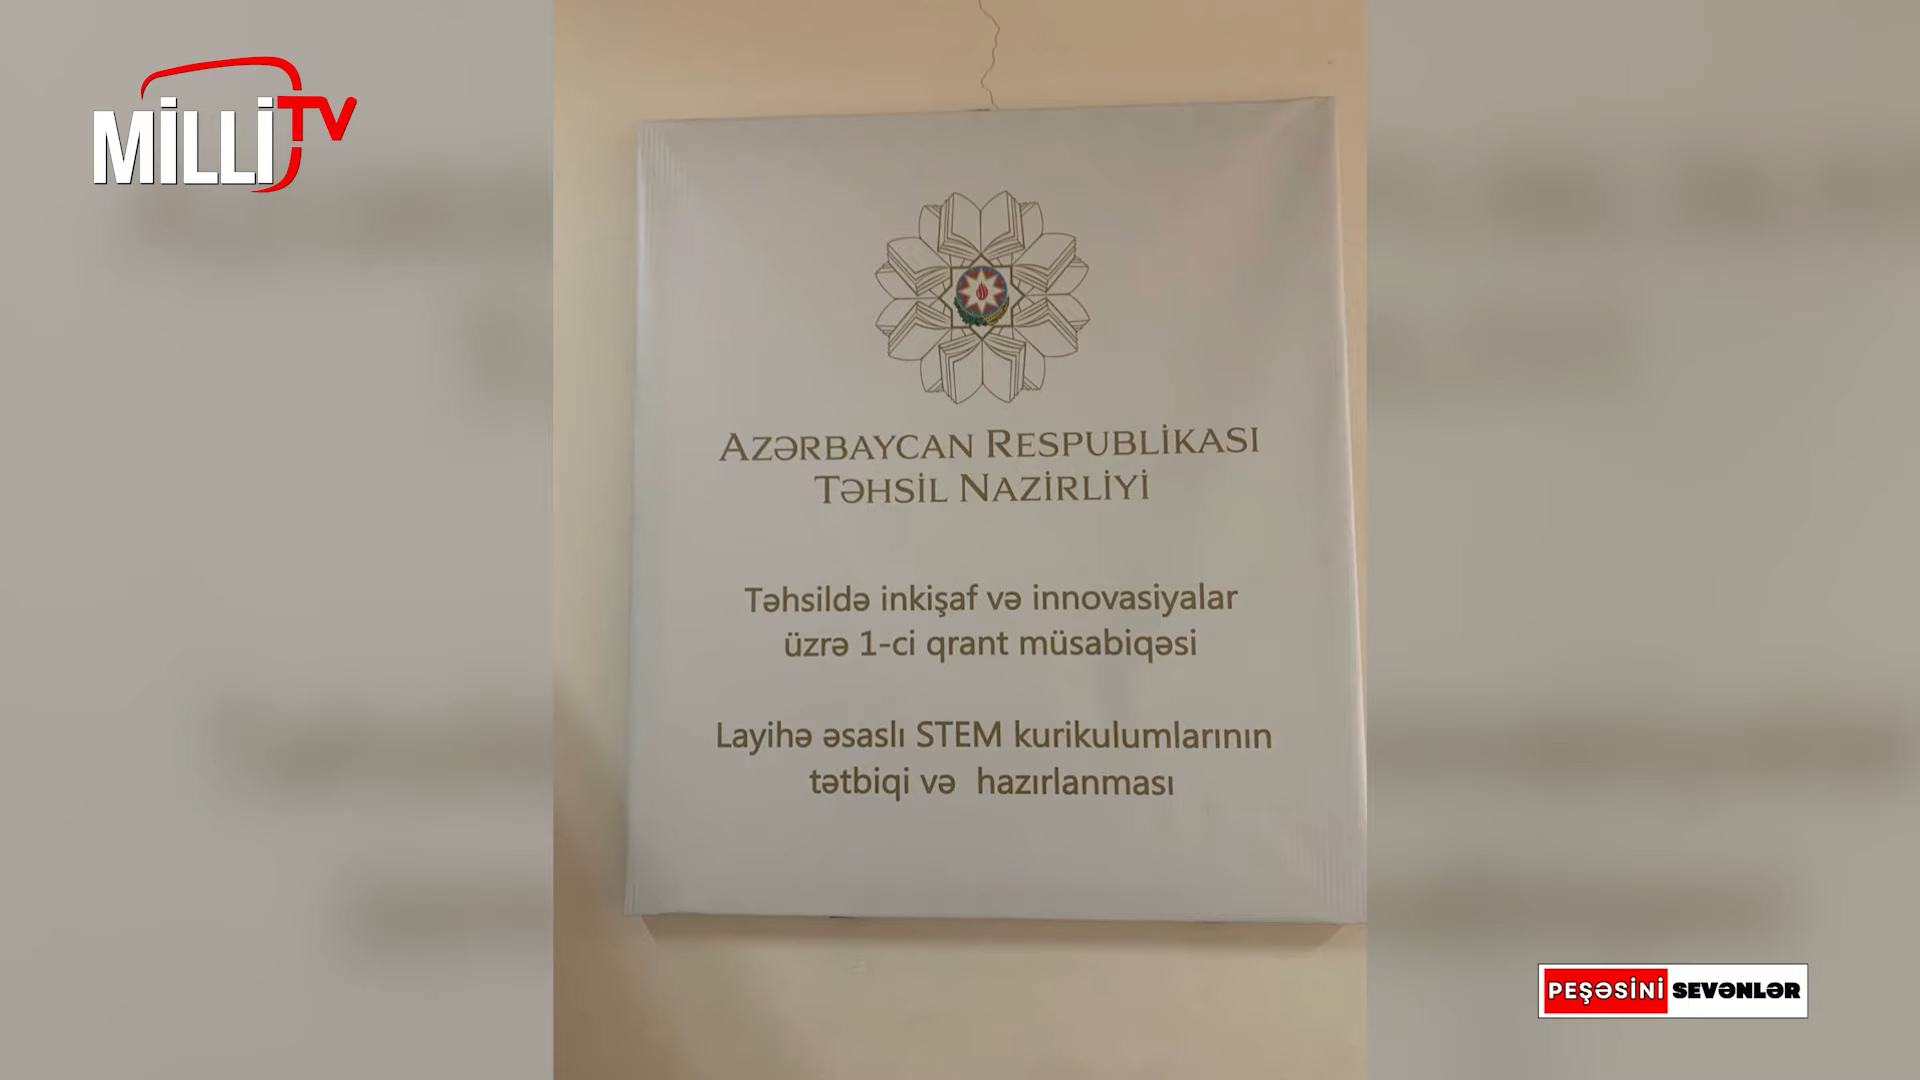 MİLLİ TV
AZƏRBAYCAN RESPUBLİKASI
TƏHSİL NAZİRLİYİ
Təhsildə inkişaf və innovasiyalar
üzrə 1-ci qrant müsabiqəsi
Layihə əsaslı STEM kurikulumlarının
tətbiqi və hazırlanması
PEŞƏSİNİ SEVƏNLƏR